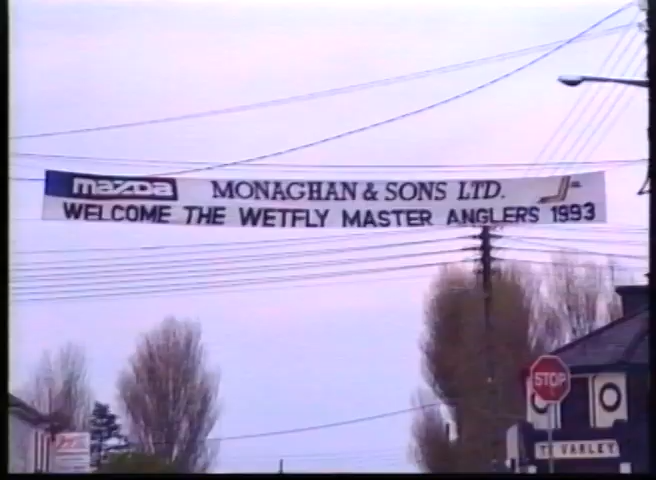 mazda MONAGHAN & SONS LTD.
WELCOME THE WETFLY MASTER ANGLERS 1993
STOP
VARLEY